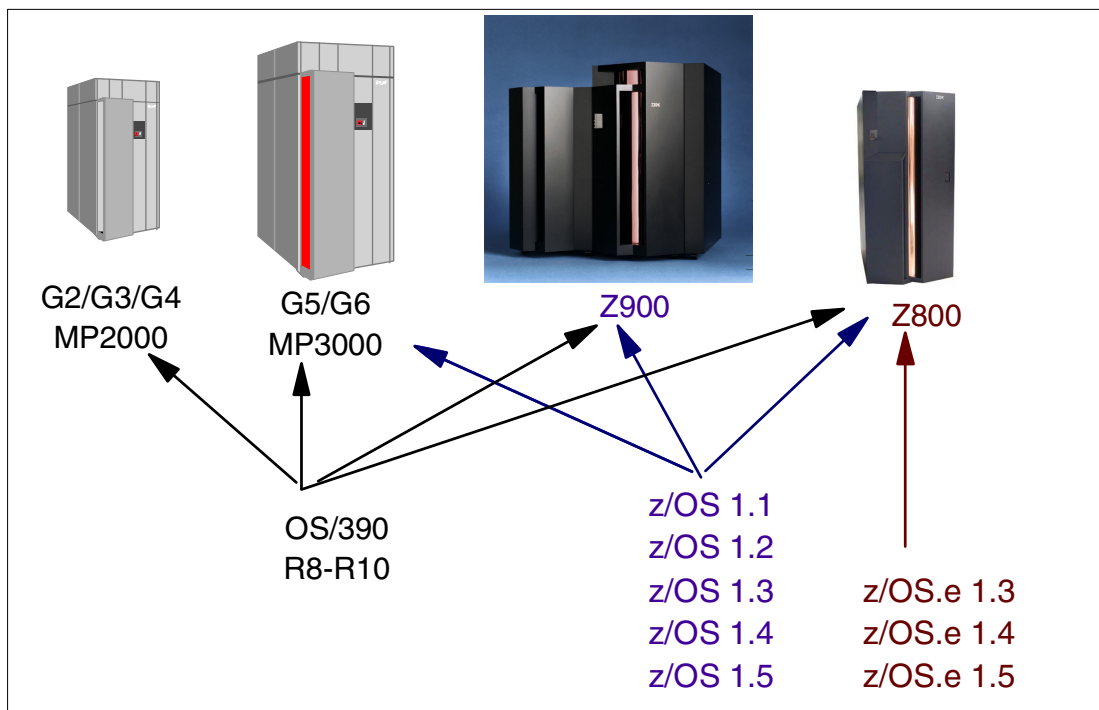 G2/G3/G4
MP2000
G5/G6
MP3000
Z900
Z800
OS/390
R8-R10
z/OS 1.1
z/OS 1.2
z/OS 1.3
z/OS 1.4
z/OS 1.5
z/OS.e 1.3
z/OS.e 1.4
z/OS.e 1.5